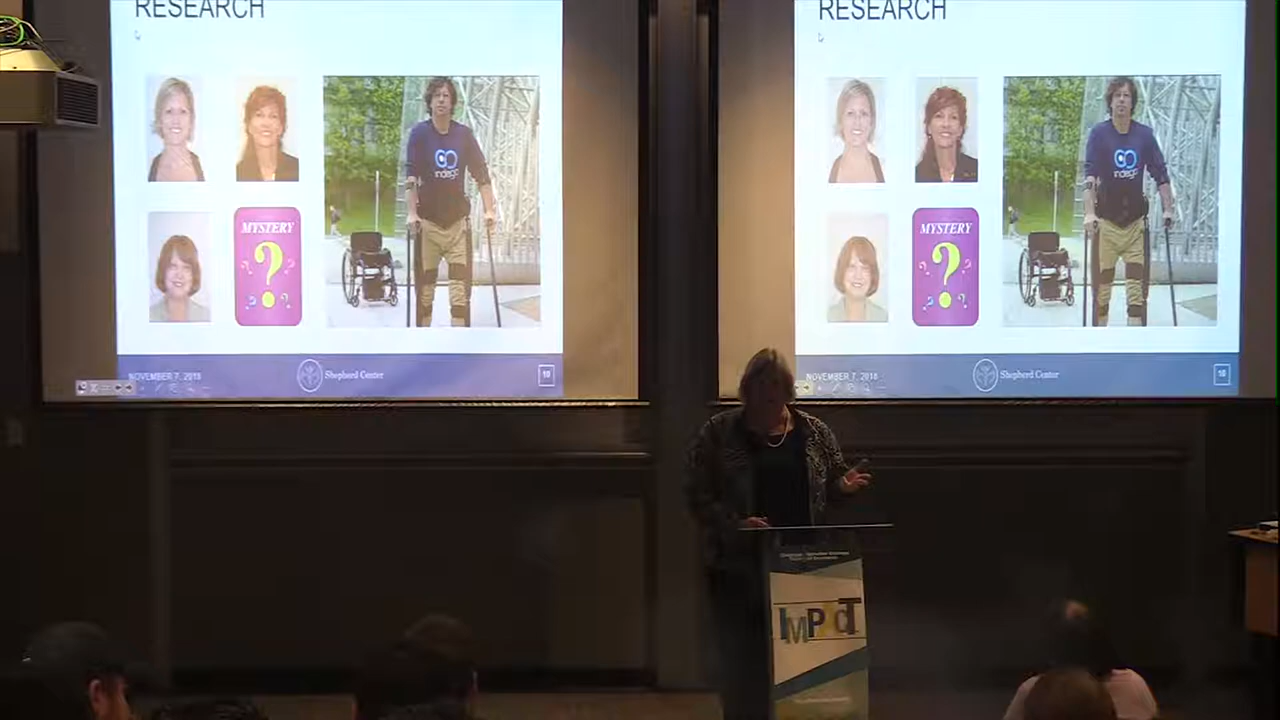 RESEARCH
indego
MYSTERY
?
NOVEMBER 7, 2018
Shepherd Center
10
RESEARCH
indego
MYSTERY
?
NOVEMBER 7, 2018
Shepherd Center
10
IMPACT